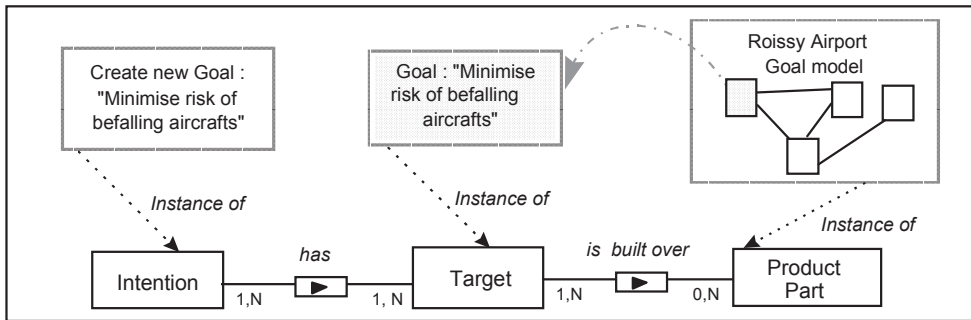 Create new Goal :
"Minimise risk of
befalling aircrafts"
Goal : "Minimise
risk of befalling
aircrafts"
Roissy Airport
Goal model
Instance of
Instance of
Instance of
Intention
has
Target
is built over
Product
Part
1,N
1, N
1,N
0,N